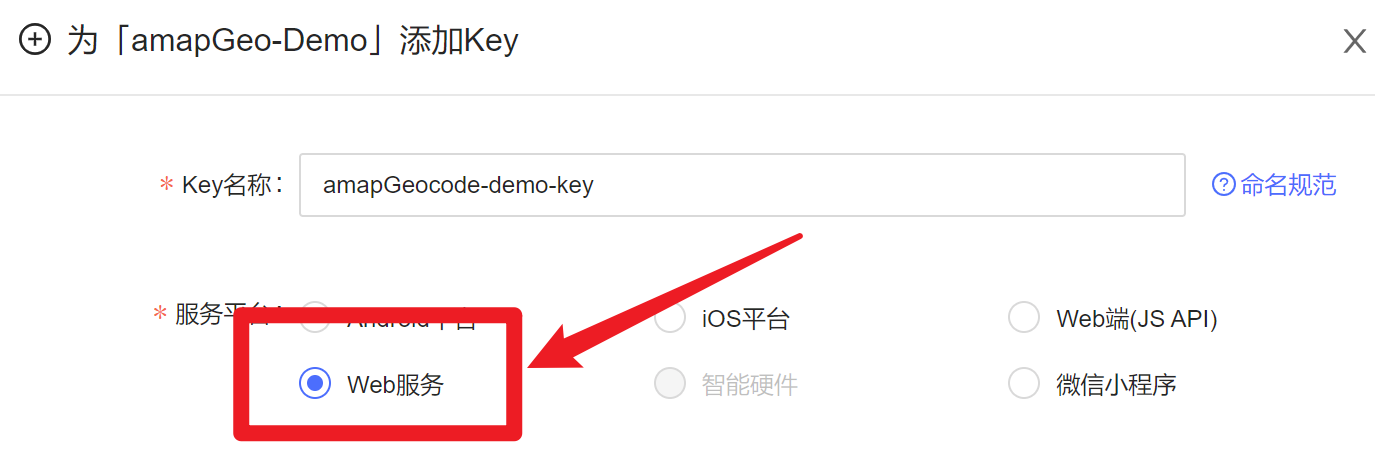 为「amapGeo-Demo」添加Key
* Key名称: amapGeocode-demo-key 命名规范
* 服务平台: Android平台 iOS平台 Web端(JS API)
Web服务 智能硬件 微信小程序